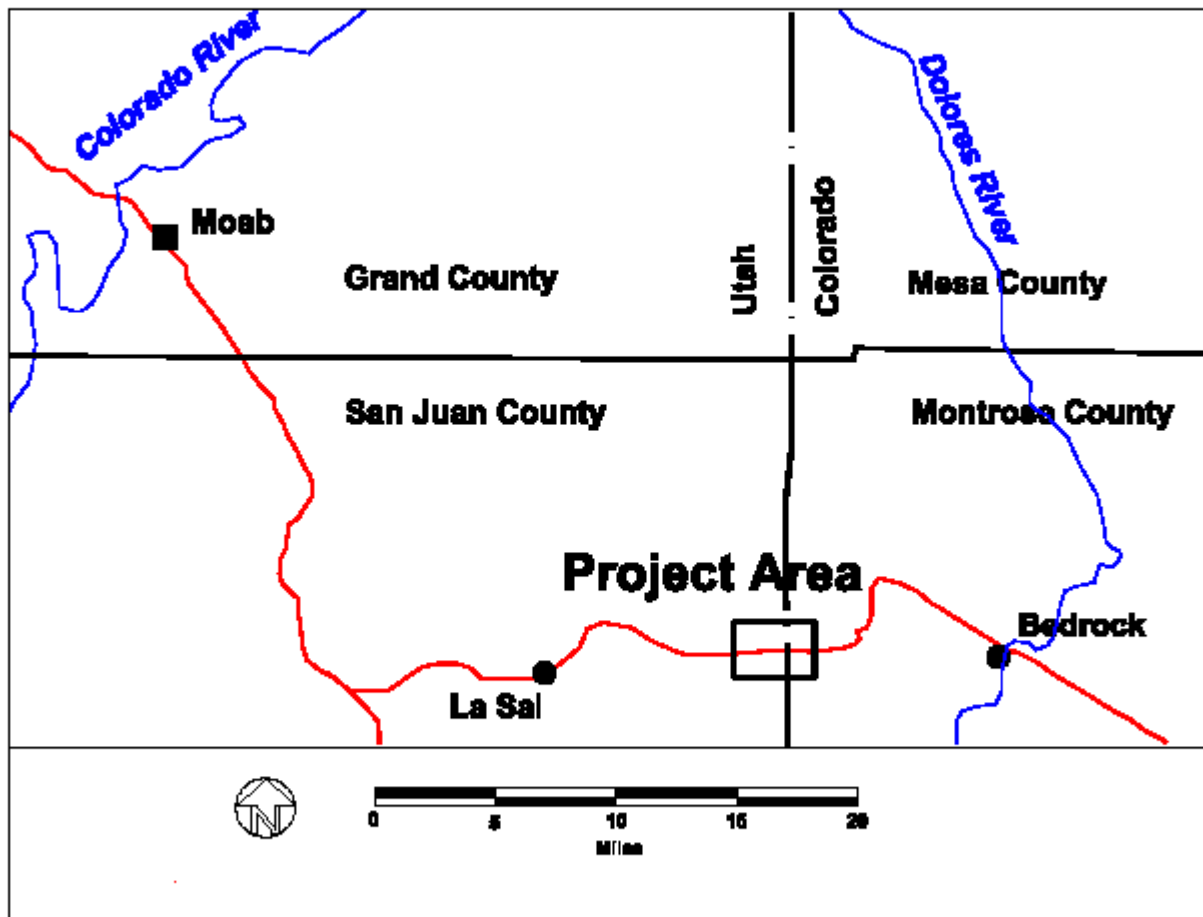 Colorado River
Dolores River
Moab
Utah
Colorado
Grand County
Mesa County
San Juan County
Montrose County
Project Area
Bedrock
La Sal
N
0 5 10 15 20
Miles